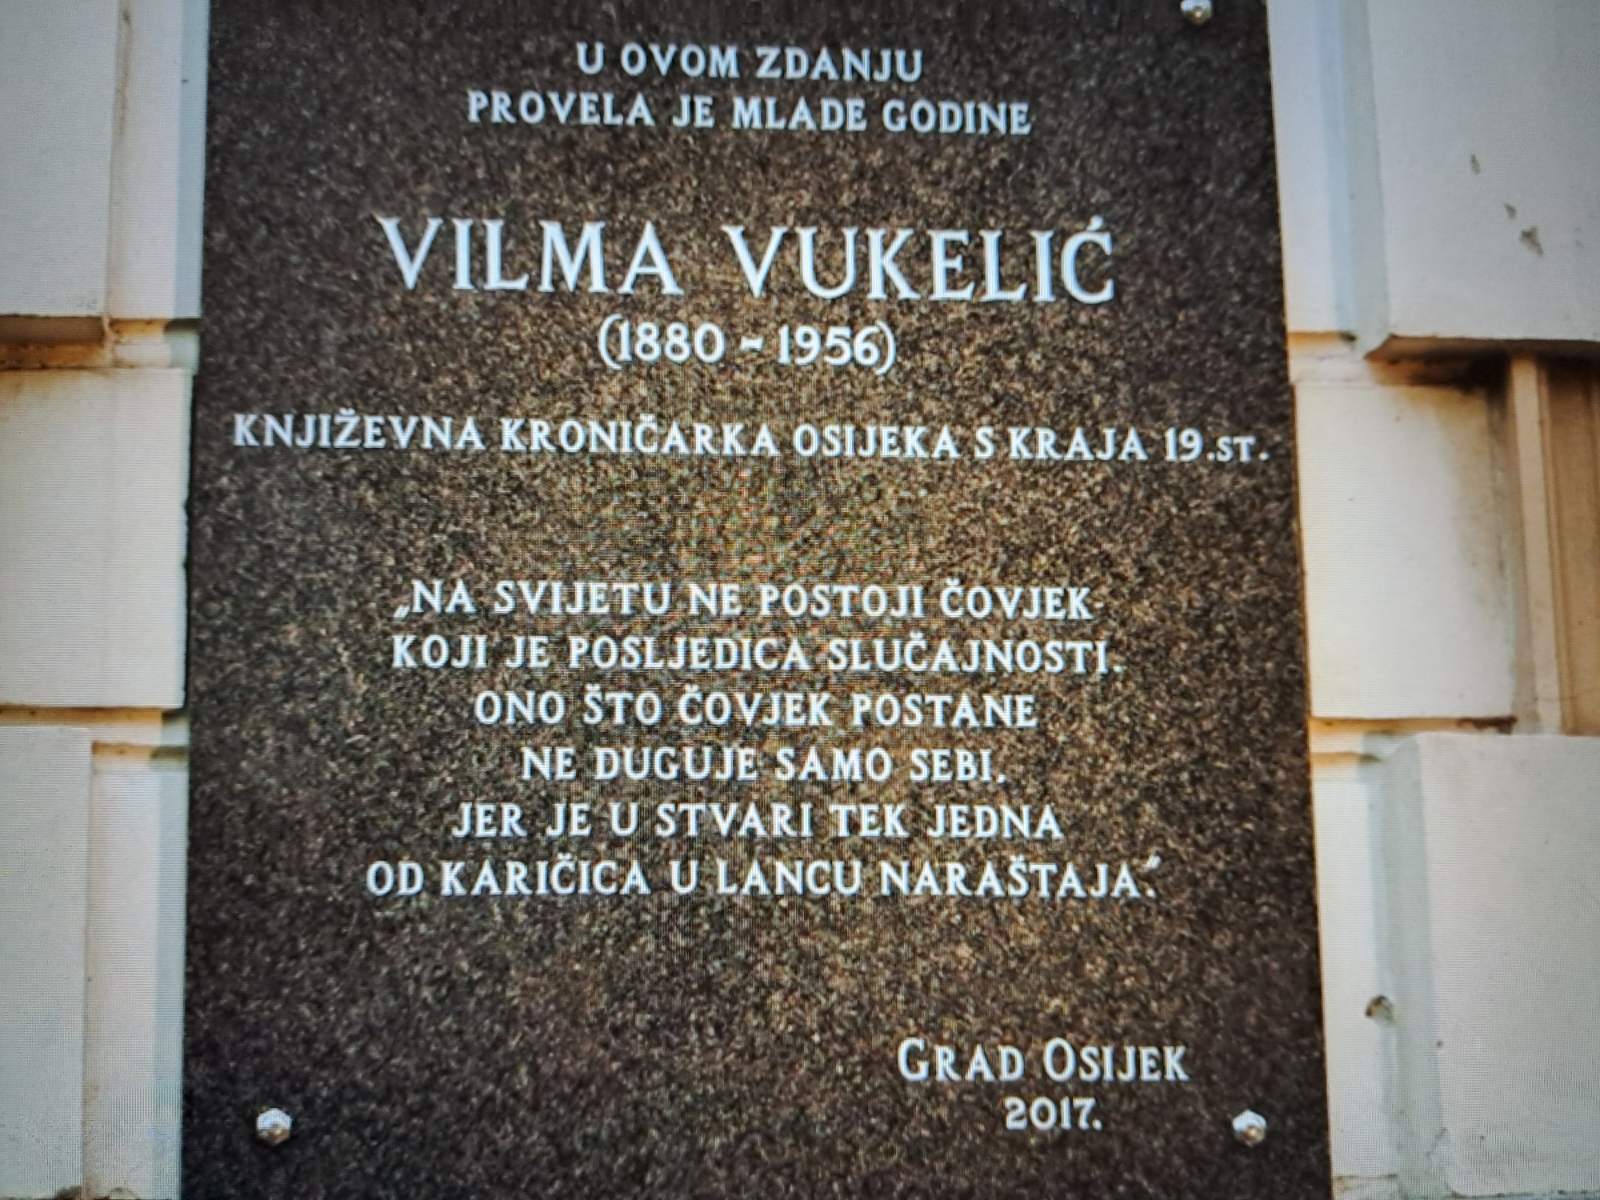 U OVOM ZDANJU
PROVELA JE MLADE GODINE
VILMA VUKELIĆ
(1880 - 1956)
KNJIŽEVNA KRONIČARKA OSIJEKA S KRAJA 19.ST.
„NA SVIJETU NE POSTOJI ČOVJEK
KOJI JE POSLJEDICA SLUČAJNOSTI.
ONO ŠTO ČOVJEK POSTANE
NE DUGUJE SAMO SEBI.
JER JE U STVARI TEK JEDNA
OD KARIČICA U LANCU NARAŠTAJA.”
GRAD OSIJEK
2017.